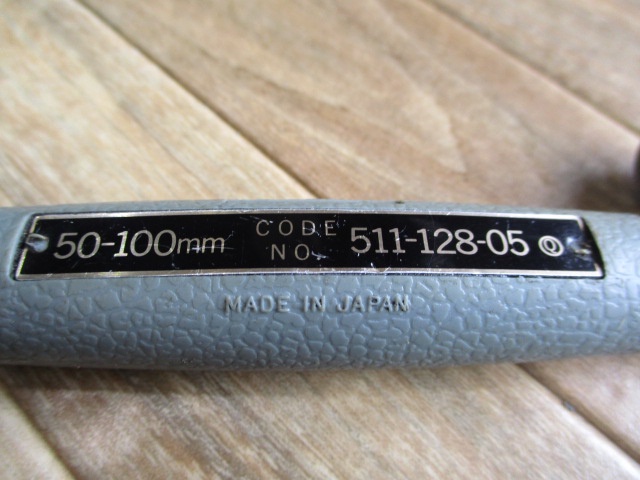 50-100mm CODE NO. 511-128-05
MADE IN JAPAN